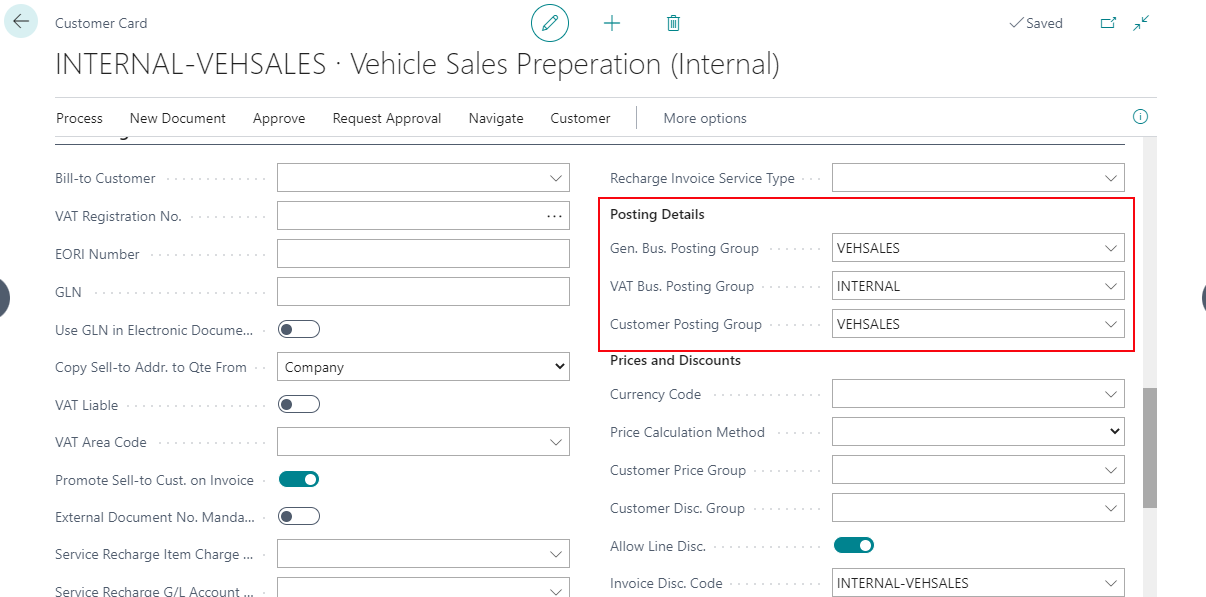 Customer Card
Saved
INTERNAL-VEHSALES · Vehicle Sales Preperation (Internal)
Process New Document Approve Request Approval Navigate Customer More options
Bill-to Customer
VAT Registration No.
EORI Number
GLN
Use GLN in Electronic Docume...
Copy Sell-to Addr. to Qte From Company
VAT Liable
VAT Area Code
Promote Sell-to Cust. on Invoice
External Document No. Manda...
Service Recharge Item Charge ...
Service Recharge G/L Account ...
Recharge Invoice Service Type
Posting Details
Gen. Bus. Posting Group VEHSALES
VAT Bus. Posting Group INTERNAL
Customer Posting Group VEHSALES
Prices and Discounts
Currency Code
Price Calculation Method
Customer Price Group
Customer Disc. Group
Allow Line Disc.
Invoice Disc. Code INTERNAL-VEHSALES